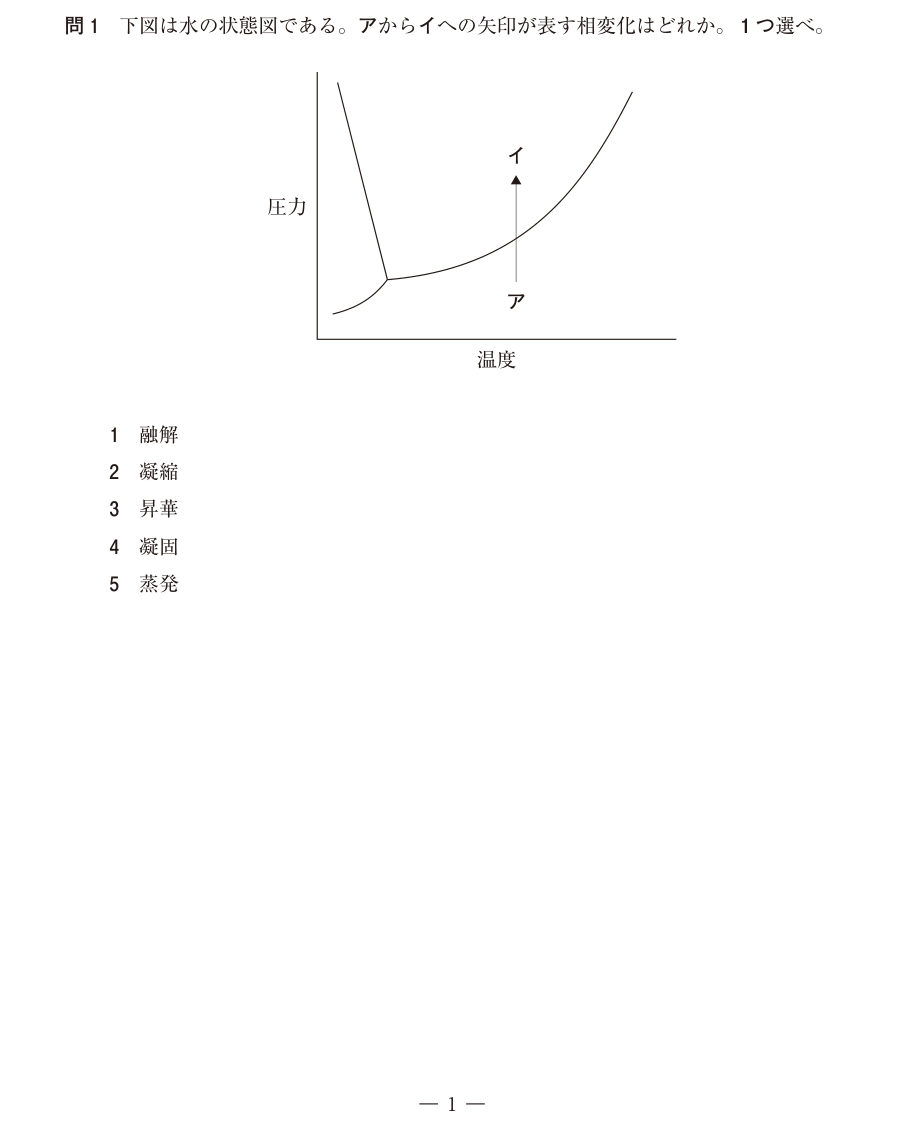 問1 下図は水の状態図である。アからイへの矢印が表す相変化はどれか。1つ選べ。
イ
圧力
ア
温度
1 融解
2 凝縮
3 昇華
4 凝固
5 蒸発
— 1 —